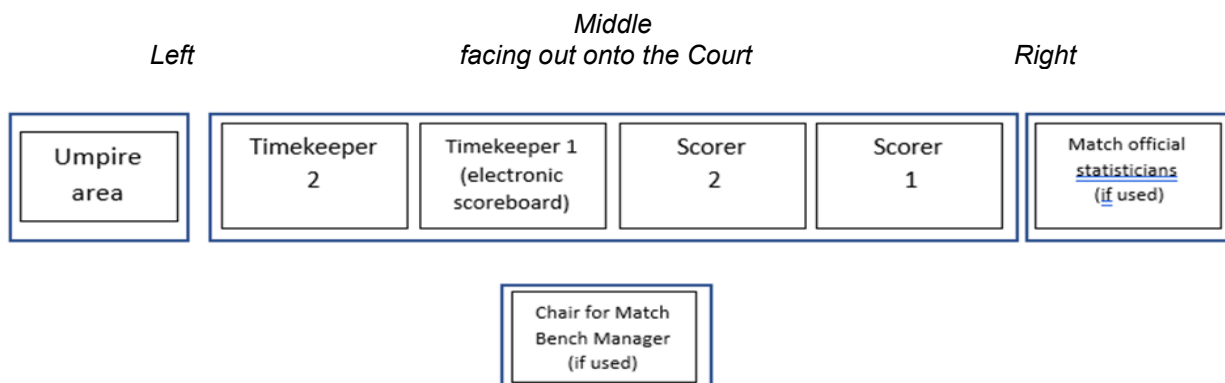 Middle
Left facing out onto the Court Right
Umpire
area
Timekeeper
2
Timekeeper 1
(electronic
scoreboard)
Scorer
2
Scorer
1
Match official
statisticians
(if used)
Chair for Match
Bench Manager
(if used)